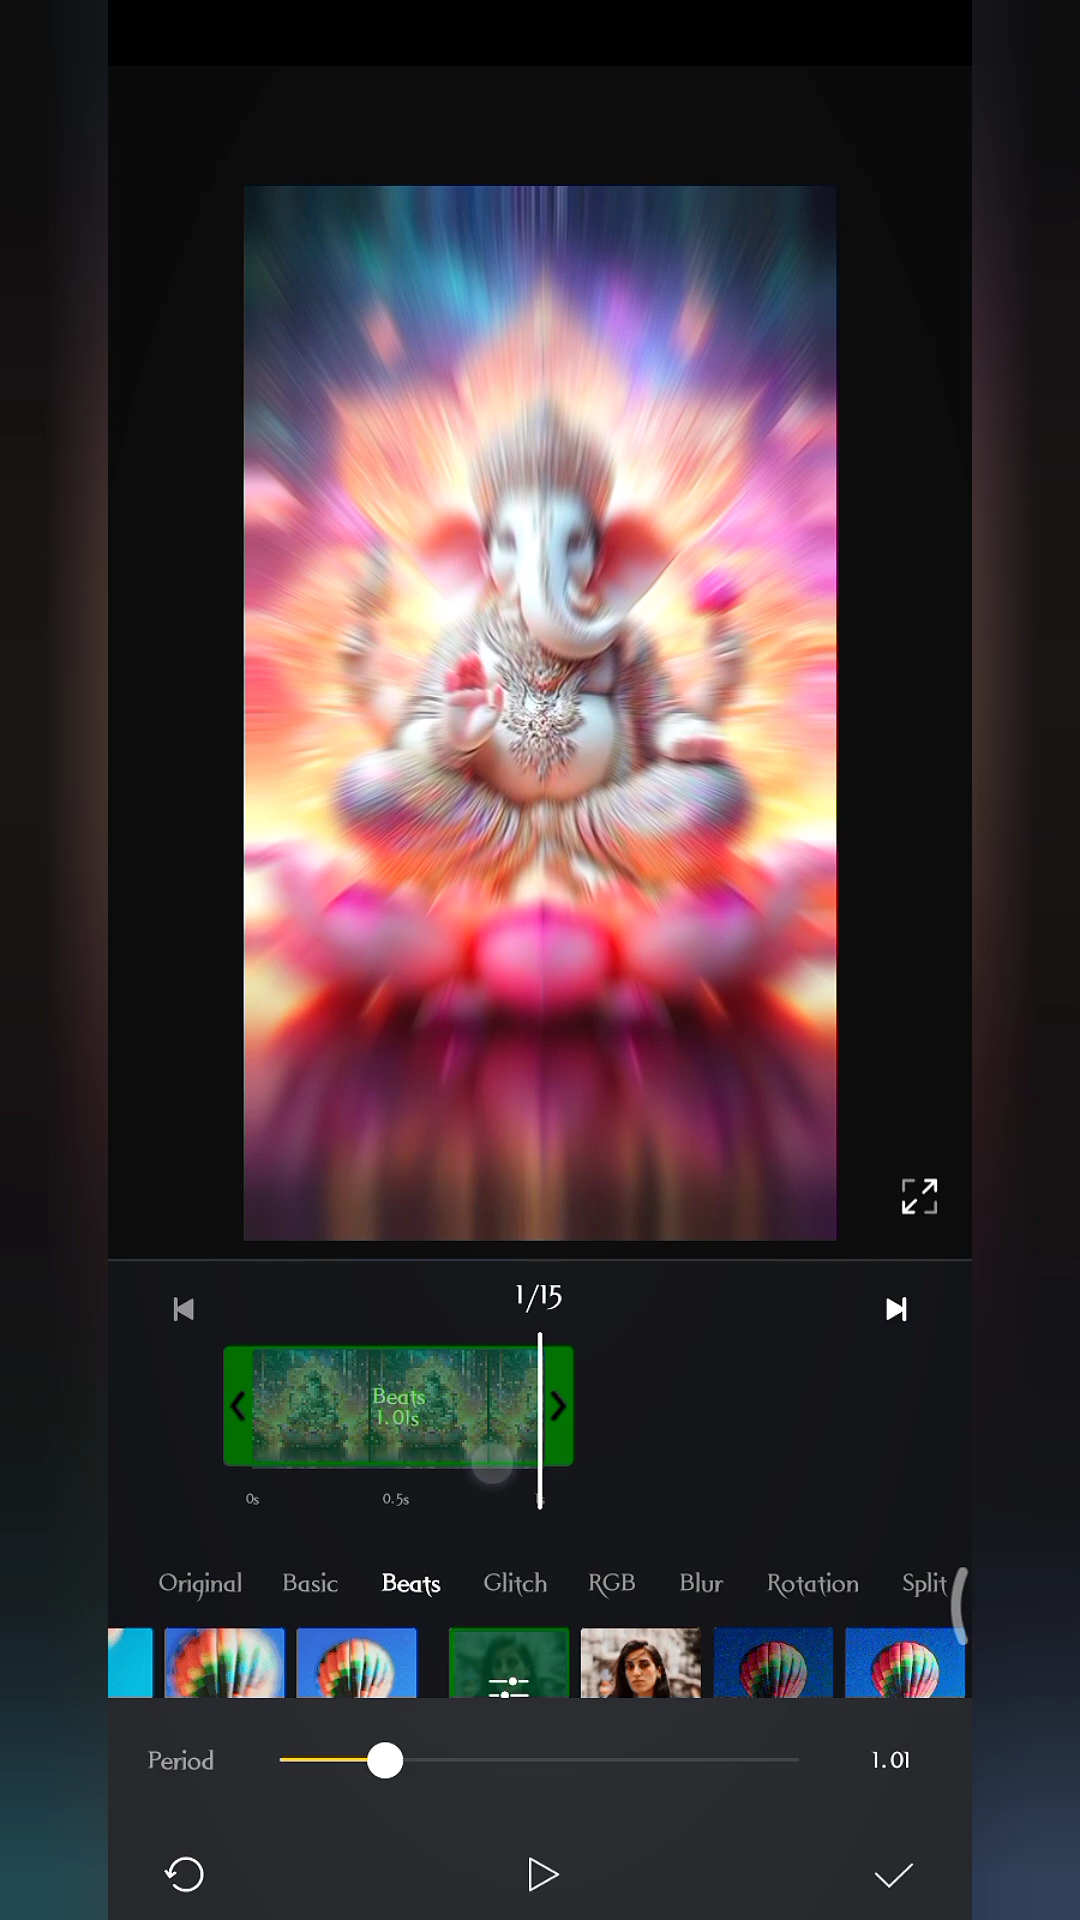 1/15
Beats
1.01s
0s
0.5s
Original
Basic
Beats
Glitch
RGB
Blur
Rotation
Split
Period
1.01